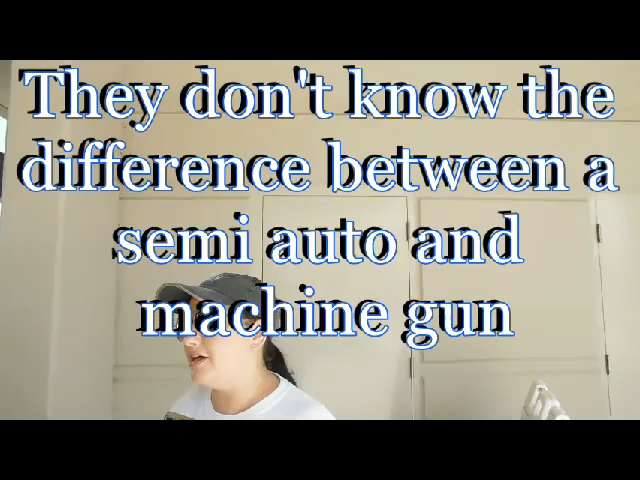 They don't know the
difference between a
semi auto and
machine gun